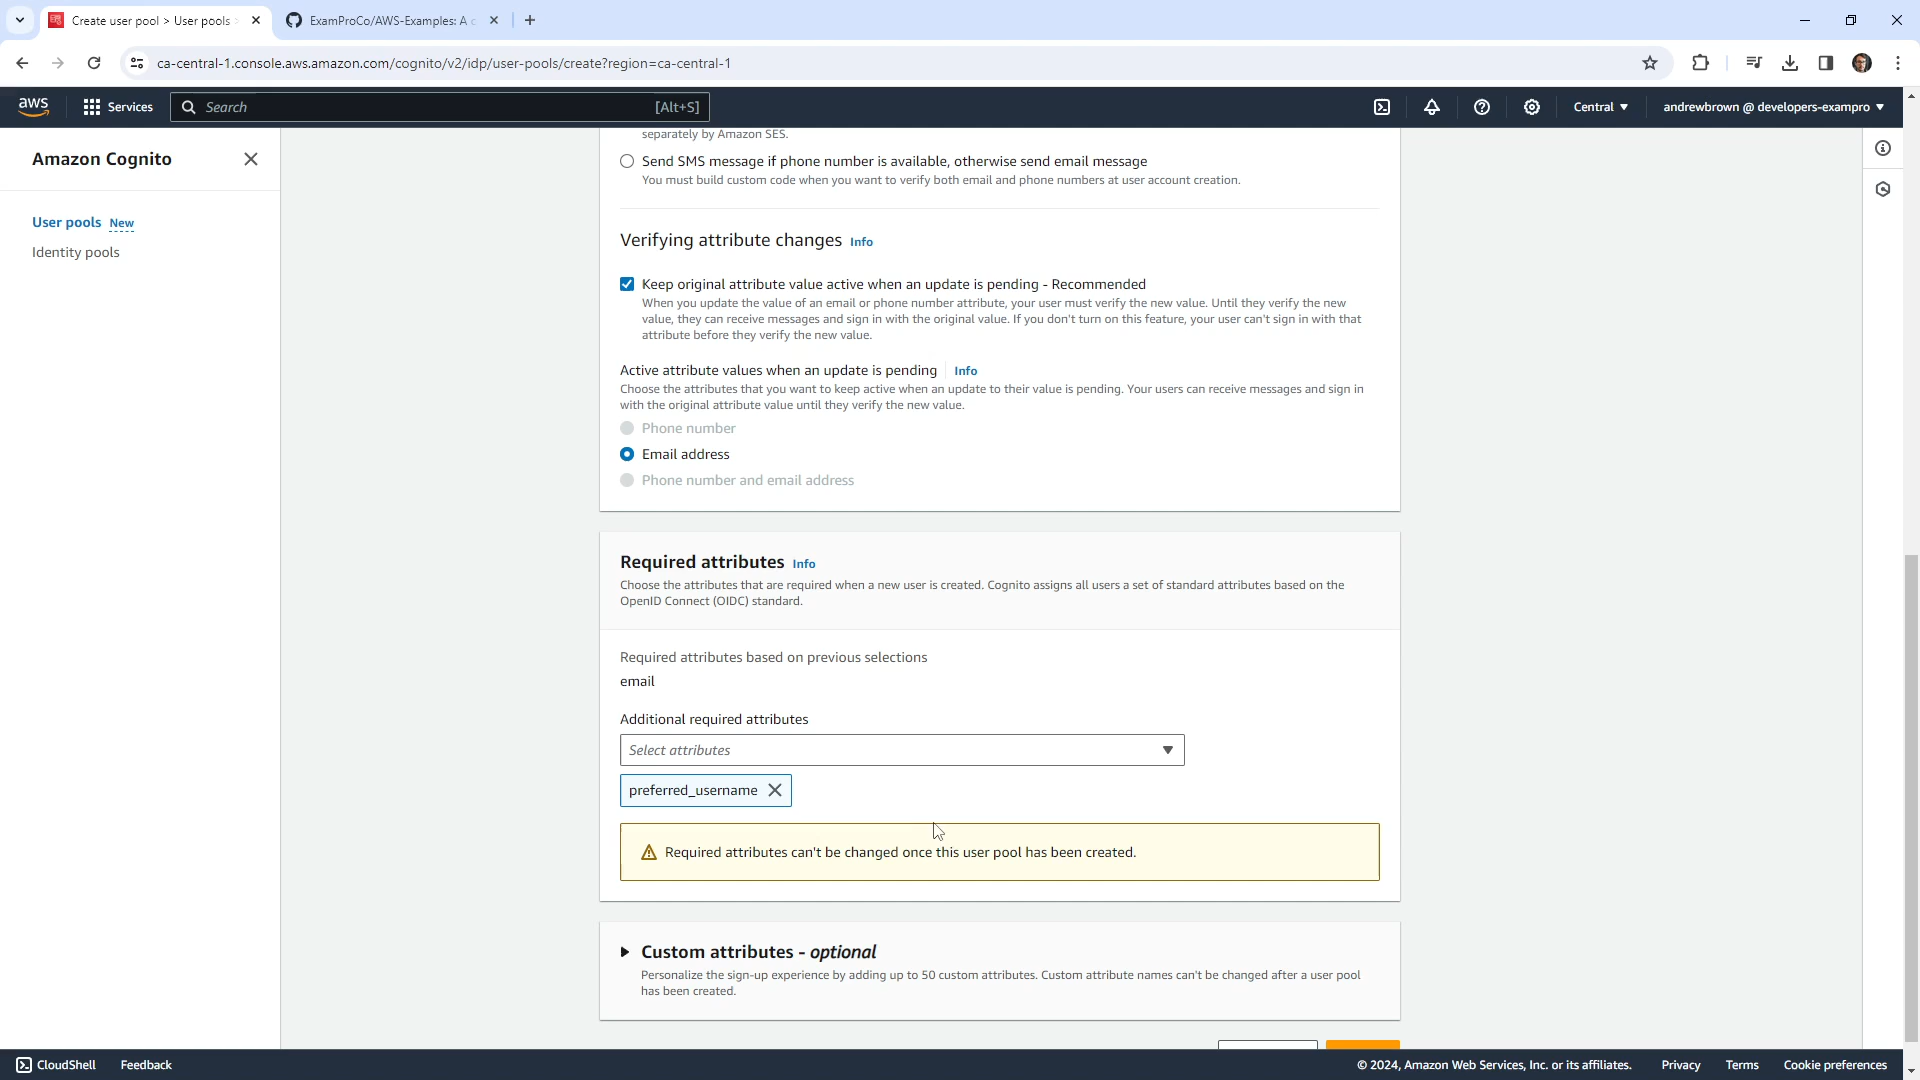 Create user pool > User pools
ExamProCo/AWS-Examples: A
ca-central-1.console.aws.amazon.com/cognito/v2/idp/user-pools/create?region=ca-central-1
aws
Services
Search
[Alt+S]
Central
andrewbrown @ developers-exampro
Amazon Cognito
User pools New
Identity pools
separately by Amazon SES.
Send SMS message if phone number is available, otherwise send email message
You must build custom code when you want to verify both email and phone numbers at user account creation.
Verifying attribute changes Info
Keep original attribute value active when an update is pending - Recommended
When you update the value of an email or phone number attribute, your user must verify the new value. Until they verify the new
value, they can receive messages and sign in with the original value. If you don't turn on this feature, your user can't sign in with that
attribute before they verify the new value.
Active attribute values when an update is pending Info
Choose the attributes that you want to keep active when an update to their value is pending. Your users can receive messages and sign in
with the original attribute value until they verify the new value.
Phone number
Email address
Phone number and email address
Required attributes Info
Choose the attributes that are required when a new user is created. Cognito assigns all users a set of standard attributes based on the
OpenID Connect (OIDC) standard.
Required attributes based on previous selections
email
Additional required attributes
Select attributes
preferred_username
Required attributes can't be changed once this user pool has been created.
Custom attributes - optional
Personalize the sign-up experience by adding up to 50 custom attributes. Custom attribute names can't be changed after a user pool
has been created.
CloudShell
Feedback
© 2024, Amazon Web Services, Inc. or its affiliates.
Privacy
Terms
Cookie preferences